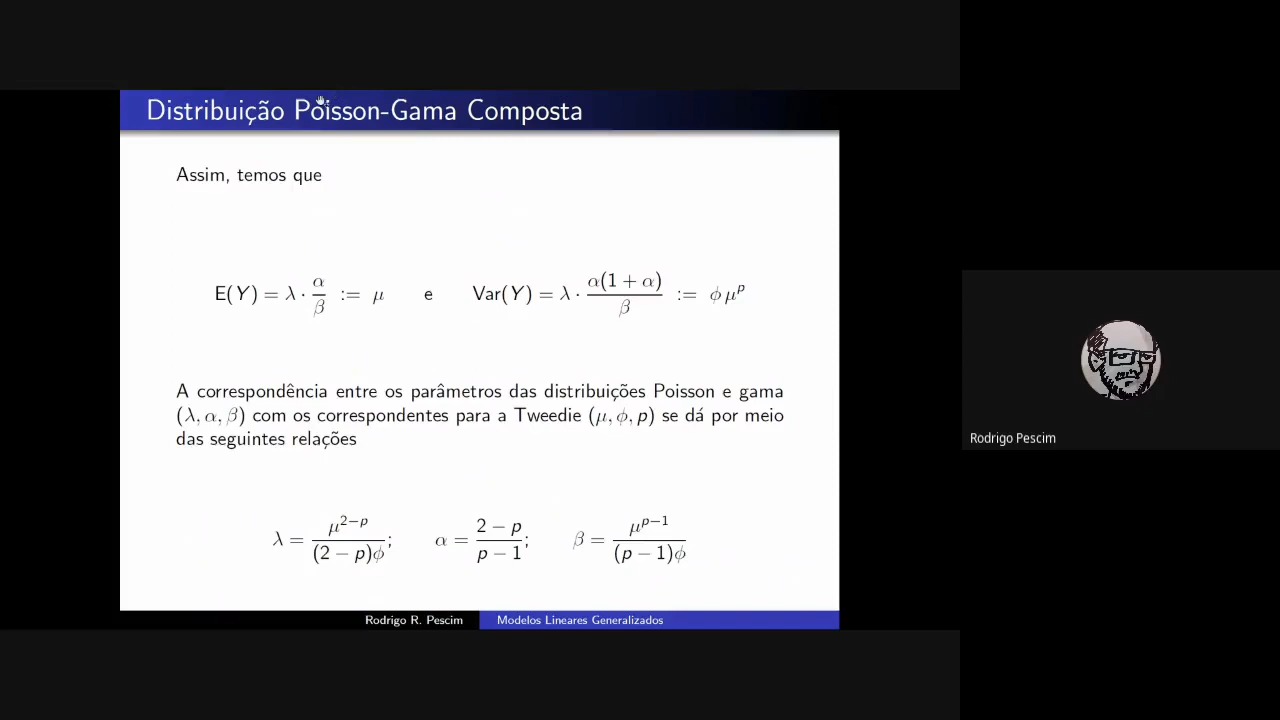 Distribuição Poisson-Gama Composta
Assim, temos que
E(Y) = λ · α/β := μ e Var(Y) = λ · α(1 + α)/β := ϕ μ^p
A correspondência entre os parâmetros das distribuições Poisson e gama
(λ, α, β) com os correspondentes para a Tweedie (μ, ϕ, p) se dá por meio
das seguintes relações
λ = μ^{2−p}/(2 − p)ϕ; α = 2 − p/p − 1; β = μ^{p−1}/(p − 1)ϕ
Rodrigo R. Pescim Modelos Lineares Generalizados
Rodrigo Pescim